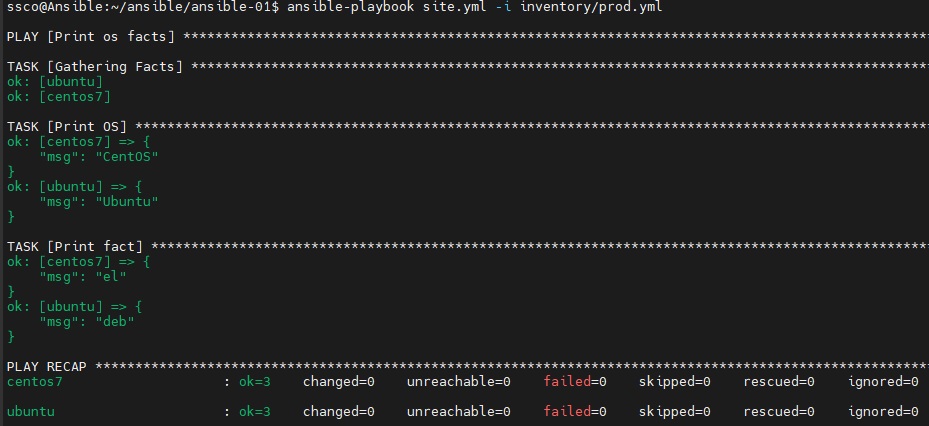 ssco@Ansible:~/ansible/ansible-01$ ansible-playbook site.yml -i inventory/prod.yml
PLAY [Print os facts] *******************************************************************************************
TASK [Gathering Facts] ******************************************************************************************
ok: [ubuntu]
ok: [centos7]
TASK [Print OS] *************************************************************************************************
ok: [centos7] => {
    "msg": "CentOS"
}
ok: [ubuntu] => {
    "msg": "Ubuntu"
}
TASK [Print fact] ***********************************************************************************************
ok: [centos7] => {
    "msg": "el"
}
ok: [ubuntu] => {
    "msg": "deb"
}
PLAY RECAP ******************************************************************************************************
centos7                    : ok=3    changed=0    unreachable=0    failed=0    skipped=0    rescued=0    ignored=0
ubuntu                     : ok=3    changed=0    unreachable=0    failed=0    skipped=0    rescued=0    ignored=0